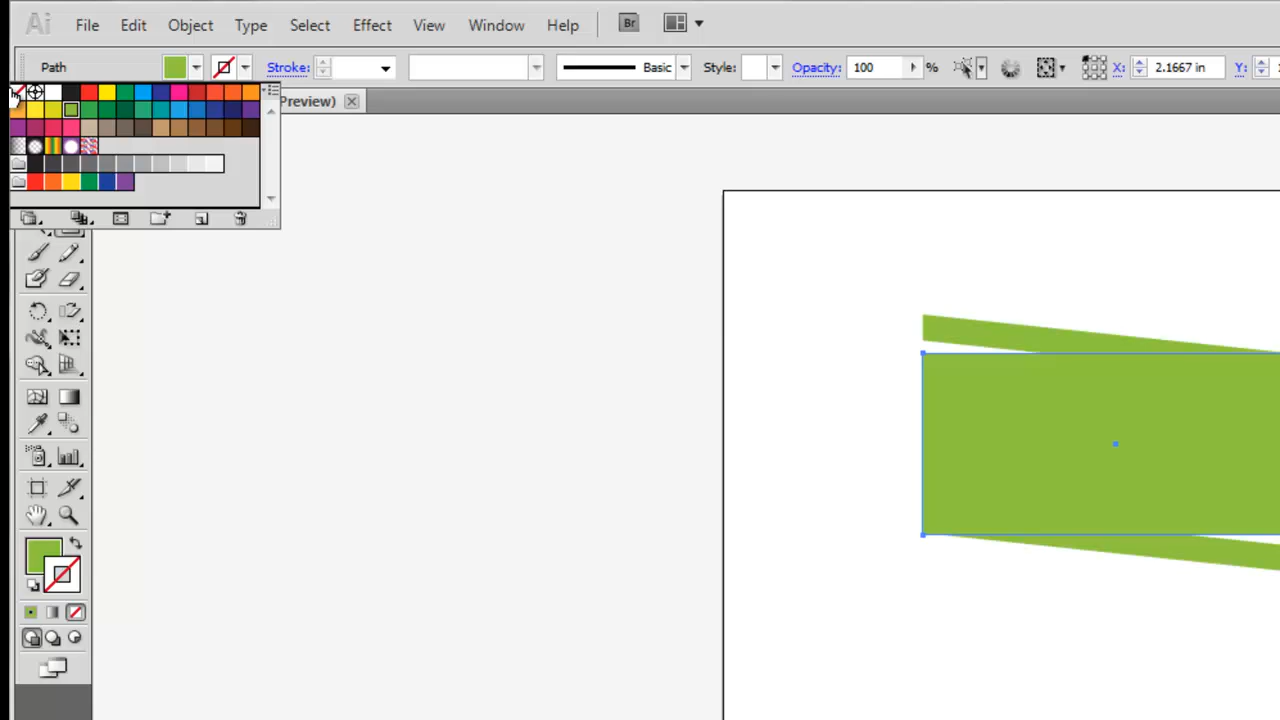 Ai File Edit Object Type Select Effect View Window Help Br
Path Stroke: Basic Style: Opacity: 100 % X: 2.1667 in Y:
Preview)